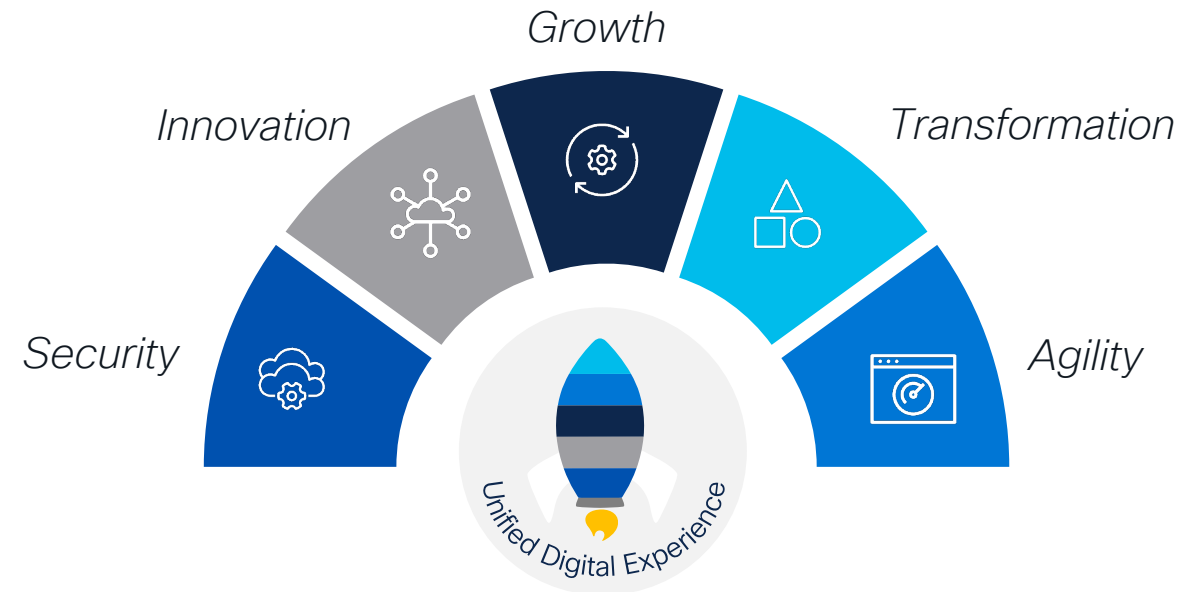 Growth
Innovation
Transformation
Security
Agility
Unified Digital Experience